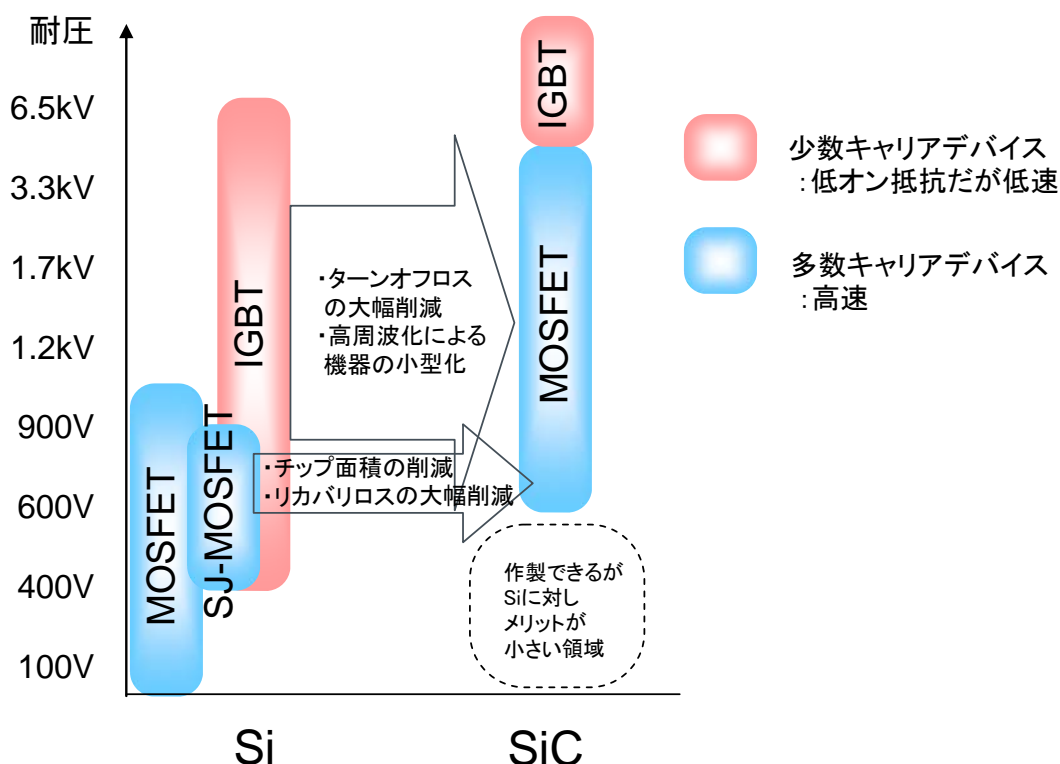 耐圧
6.5kV
3.3kV
1.7kV
1.2kV
900V
600V
400V
100V
MOSFET
SJ-MOSFET
IGBT
・ターンオフロス
の大幅削減
・高周波化による
機器の小型化
・チップ面積の削減
・リカバリロスの大幅削減
IGBT
MOSFET
作製できるが
Siに対し
メリットが
小さい領域
少数キャリアデバイス
：低オン抵抗だが低速
多数キャリアデバイス
：高速
Si
SiC